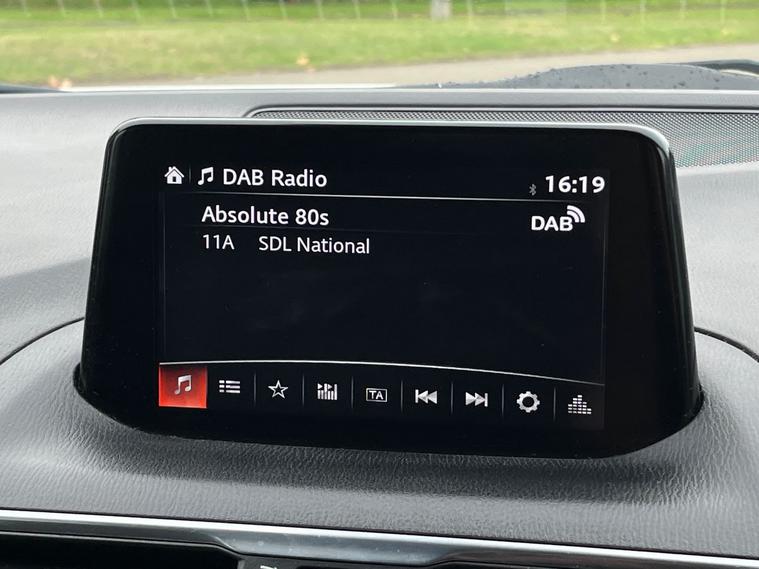 DAB Radio
16:19
Absolute 80s
DAB
11A SDL National
TA